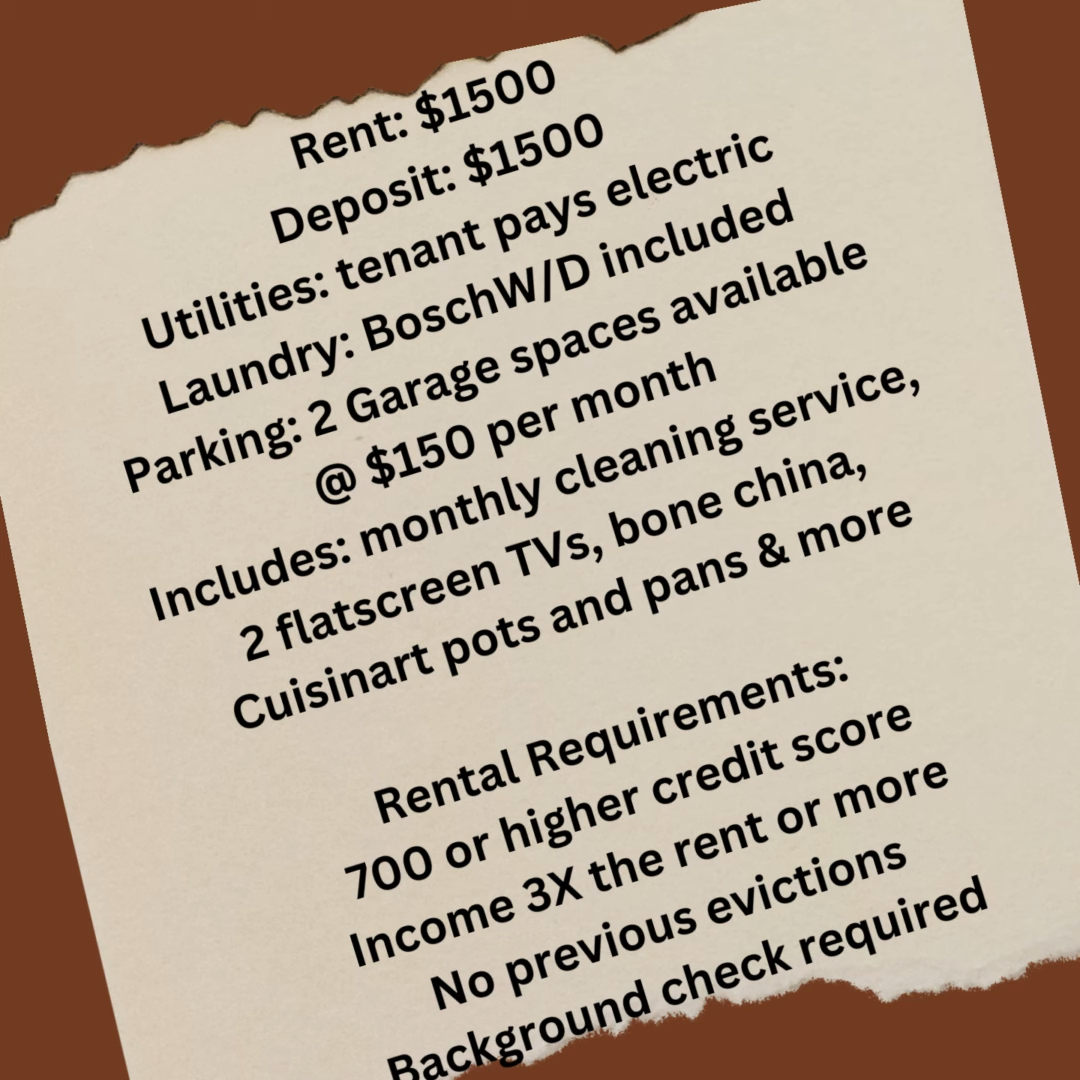 Rent: $1500
Deposit: $1500
Utilities: tenant pays electric
Laundry: BoschW/D included
Parking: 2 Garage spaces available
@ $150 per month
Includes: monthly cleaning service,
2 flatscreen TVs, bone china,
Cuisinart pots and pans & more
Rental Requirements:
700 or higher credit score
Income 3X the rent or more
No previous evictions
Background check required